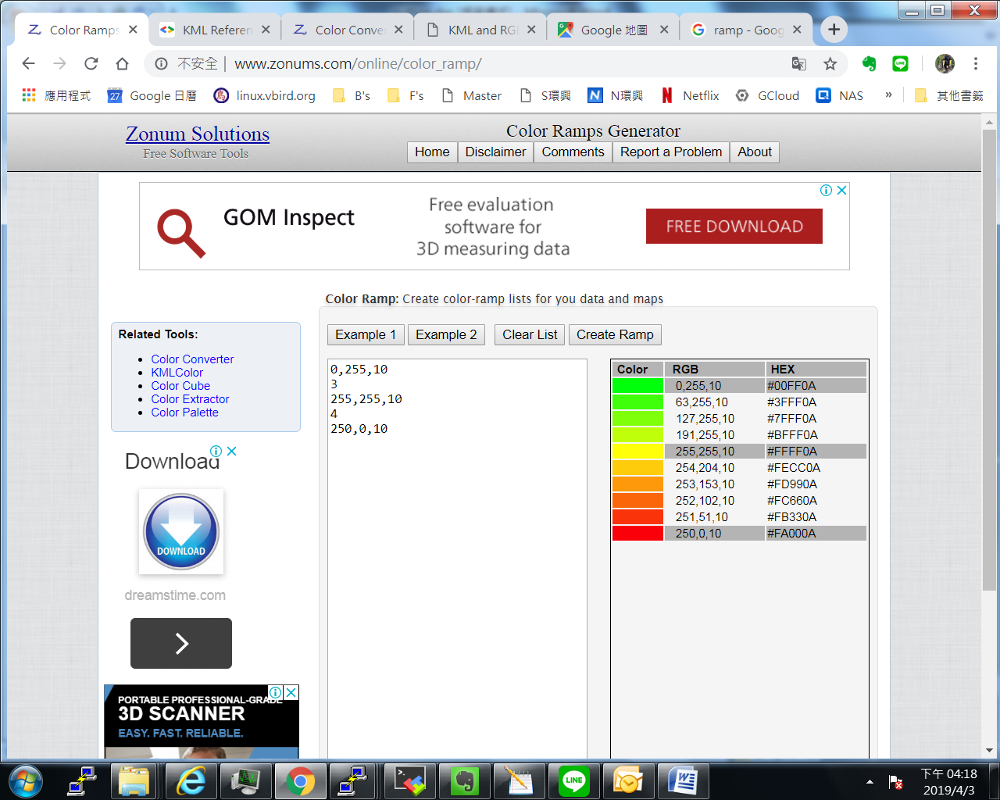 Color Ramps
KML Referen
Color Conve
KML and RG
Google 地圖
ramp - Goog
不安全 | www.zonums.com/online/color_ramp/
應用程式
27
Google 日曆
linux.vbird.org
B's
F's
Master
S環興
N環興
Netflix
GCloud
NAS
»
其他書籤
Zonum Solutions
Free Software Tools
Color Ramps Generator
Home
Disclaimer
Comments
Report a Problem
About
GOM Inspect
Free evaluation
software for
3D measuring data
FREE DOWNLOAD
Color Ramp: Create color-ramp lists for you data and maps
Related Tools:
Color Converter
KMLColor
Color Cube
Color Extractor
Color Palette
Example 1
Example 2
Clear List
Create Ramp
0,255,10
3
255,255,10
4
250,0,10
Color RGB HEX
0,255,10 #00FF0A
63,255,10 #3FFF0A
127,255,10 #7FFF0A
191,255,10 #BFFF0A
255,255,10 #FFFF0A
254,204,10 #FECC0A
253,153,10 #FD990A
252,102,10 #FC660A
251,51,10 #FB330A
250,0,10 #FA000A
Download
DOWNLOAD
dreamstime.com
PORTABLE PROFESSIONAL-GRADE
3D SCANNER
EASY. FAST. RELIABLE.
LINE
下午 04:18
2019/4/3